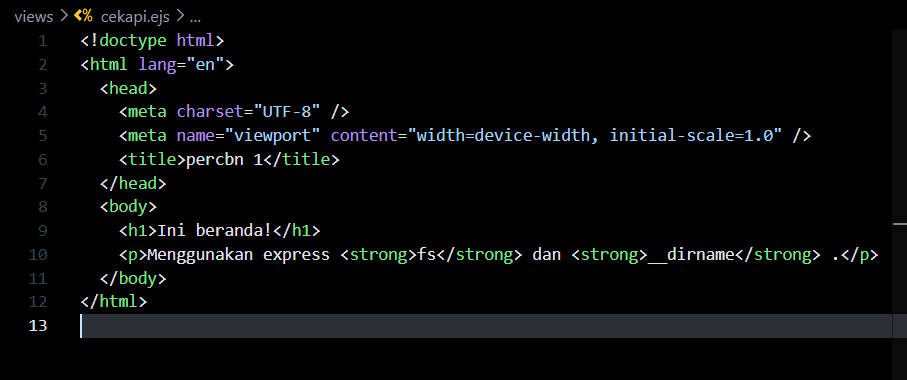 views > <% cekapi.ejs > ...
1 <!doctype html>
2 <html lang="en">
3   <head>
4     <meta charset="UTF-8" />
5     <meta name="viewport" content="width=device-width, initial-scale=1.0" />
6     <title>percbn 1</title>
7   </head>
8   <body>
9     <h1>Ini beranda!</h1>
10     <p>Menggunakan express <strong>fs</strong> dan <strong>__dirname</strong> .</p>
11   </body>
12 </html>
13